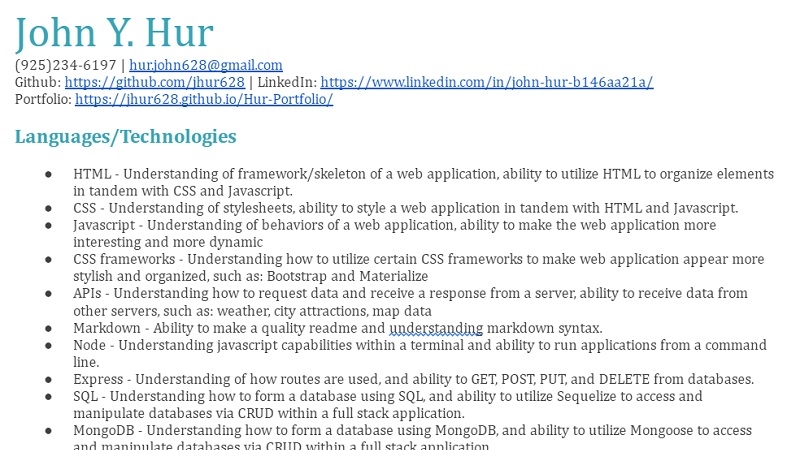 John Y. Hur
(925)234-6197 | hur.john628@gmail.com
Github: https://github.com/jhur628 | LinkedIn: https://www.linkedin.com/in/john-hur-b146aa21a/
Portfolio: https://jhur628.github.io/Hur-Portfolio/
Languages/Technologies
● HTML - Understanding of framework/skeleton of a web application, ability to utilize HTML to organize elements
in tandem with CSS and Javascript.
● CSS - Understanding of stylesheets, ability to style a web application in tandem with HTML and Javascript.
● Javascript - Understanding of behaviors of a web application, ability to make the web application more
interesting and more dynamic
● CSS frameworks - Understanding how to utilize certain CSS frameworks to make web application appear more
stylish and organized, such as: Bootstrap and Materialize
● APIs - Understanding how to request data and receive a response from a server, ability to receive data from
other servers, such as: weather, city attractions, map data
● Markdown - Ability to make a quality readme and understanding markdown syntax.
● Node - Understanding javascript capabilities within a terminal and ability to run applications from a command
line.
● Express - Understanding of how routes are used, and ability to GET, POST, PUT, and DELETE from databases.
● SQL - Understanding how to form a database using SQL, and ability to utilize Sequelize to access and
manipulate databases via CRUD within a full stack application.
● MongoDB - Understanding how to form a database using MongoDB, and ability to utilize Mongoose to access
and manipulate databases via CRUD within a full stack application